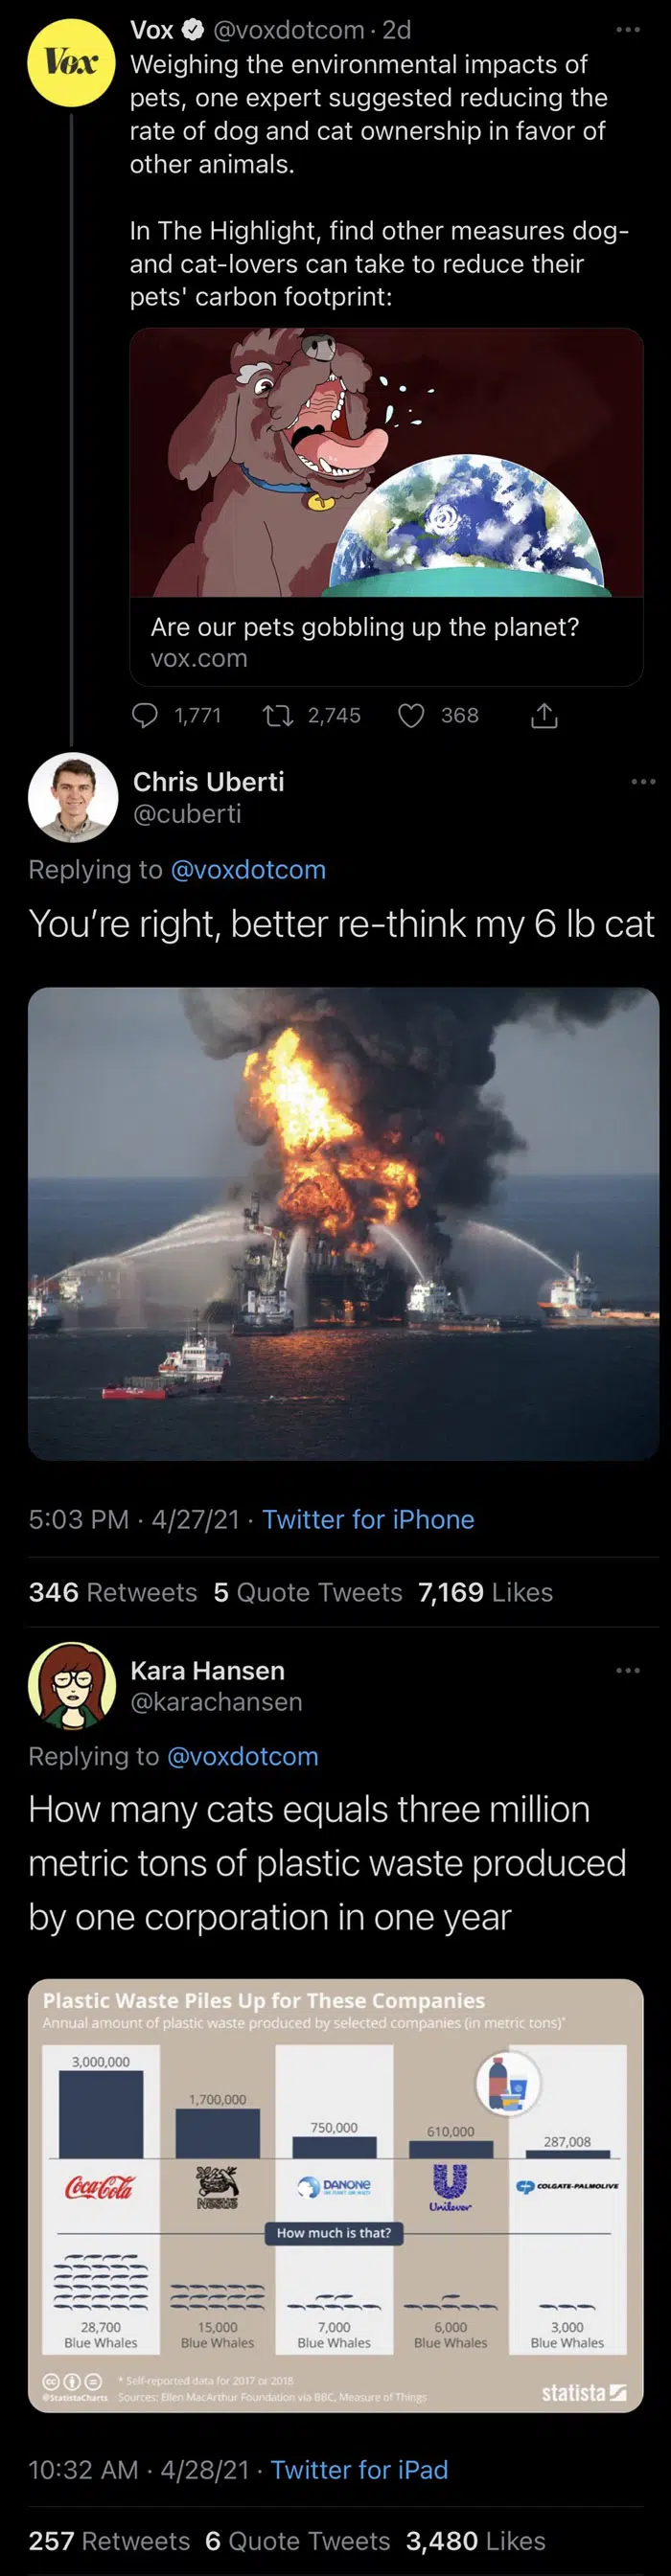 Vox
Vox @voxdotcom · 2d
Weighing the environmental impacts of
pets, one expert suggested reducing the
rate of dog and cat ownership in favor of
other animals.
In The Highlight, find other measures dog-
and cat-lovers can take to reduce their
pets' carbon footprint:
Are our pets gobbling up the planet?
vox.com
1,771 2,745 368
Chris Uberti
@cuberti
Replying to @voxdotcom
You're right, better re-think my 6 lb cat
5:03 PM · 4/27/21 · Twitter for iPhone
346 Retweets 5 Quote Tweets 7,169 Likes
Kara Hansen
@karachansen
Replying to @voxdotcom
How many cats equals three million
metric tons of plastic waste produced
by one corporation in one year
Plastic Waste Piles Up for These Companies
Annual amount of plastic waste produced by selected companies (in metric tons)*
3,000,000 1,700,000 750,000 610,000 287,008
Coca-Cola Nestlé DANONE Unilever COLGATE-PALMOLIVE
How much is that?
28,700 15,000 7,000 6,000 3,000
Blue Whales Blue Whales Blue Whales Blue Whales Blue Whales
* Self-reported data for 2017 or 2018
@StatistaCharts Sources: Ellen MacArthur Foundation via BBC, Measure of Things
statista
10:32 AM · 4/28/21 · Twitter for iPad
257 Retweets 6 Quote Tweets 3,480 Likes